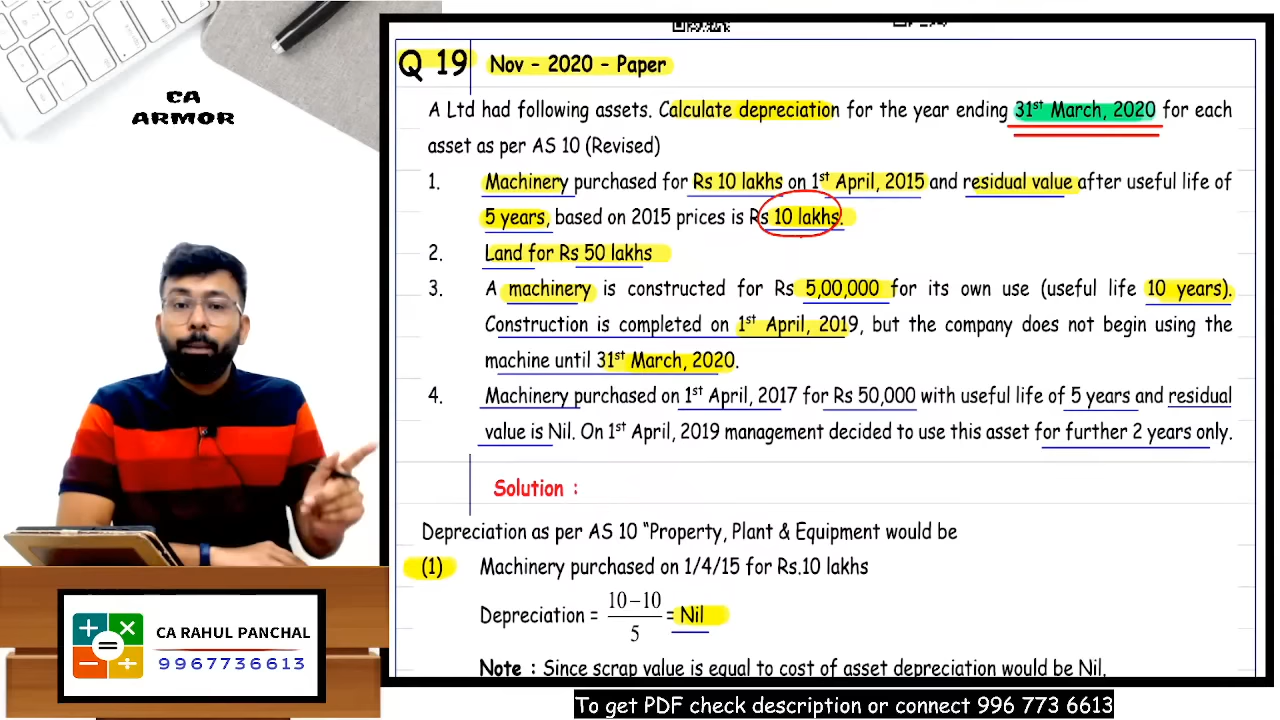 CA
ARMOR
Q 19 Nov - 2020 - Paper
A Ltd had following assets. Calculate depreciation for the year ending 31st March, 2020 for each
asset as per AS 10 (Revised)
1. Machinery purchased for Rs 10 lakhs on 1st April, 2015 and residual value after useful life of
5 years, based on 2015 prices is Rs 10 lakhs.
2. Land for Rs 50 lakhs
3. A machinery is constructed for Rs 5,00,000 for its own use (useful life 10 years).
Construction is completed on 1st April, 2019, but the company does not begin using the
machine until 31st March, 2020.
4. Machinery purchased on 1st April, 2017 for Rs 50,000 with useful life of 5 years and residual
value is Nil. On 1st April, 2019 management decided to use this asset for further 2 years only.
Solution :
Depreciation as per AS 10 “Property, Plant & Equipment would be
(1) Machinery purchased on 1/4/15 for Rs.10 lakhs
Depreciation = 10 – 10 / 5 = Nil
Note : Since scrap value is equal to cost of asset depreciation would be Nil.
CA RAHUL PANCHAL
9967736613
To get PDF check description or connect 996 773 6613